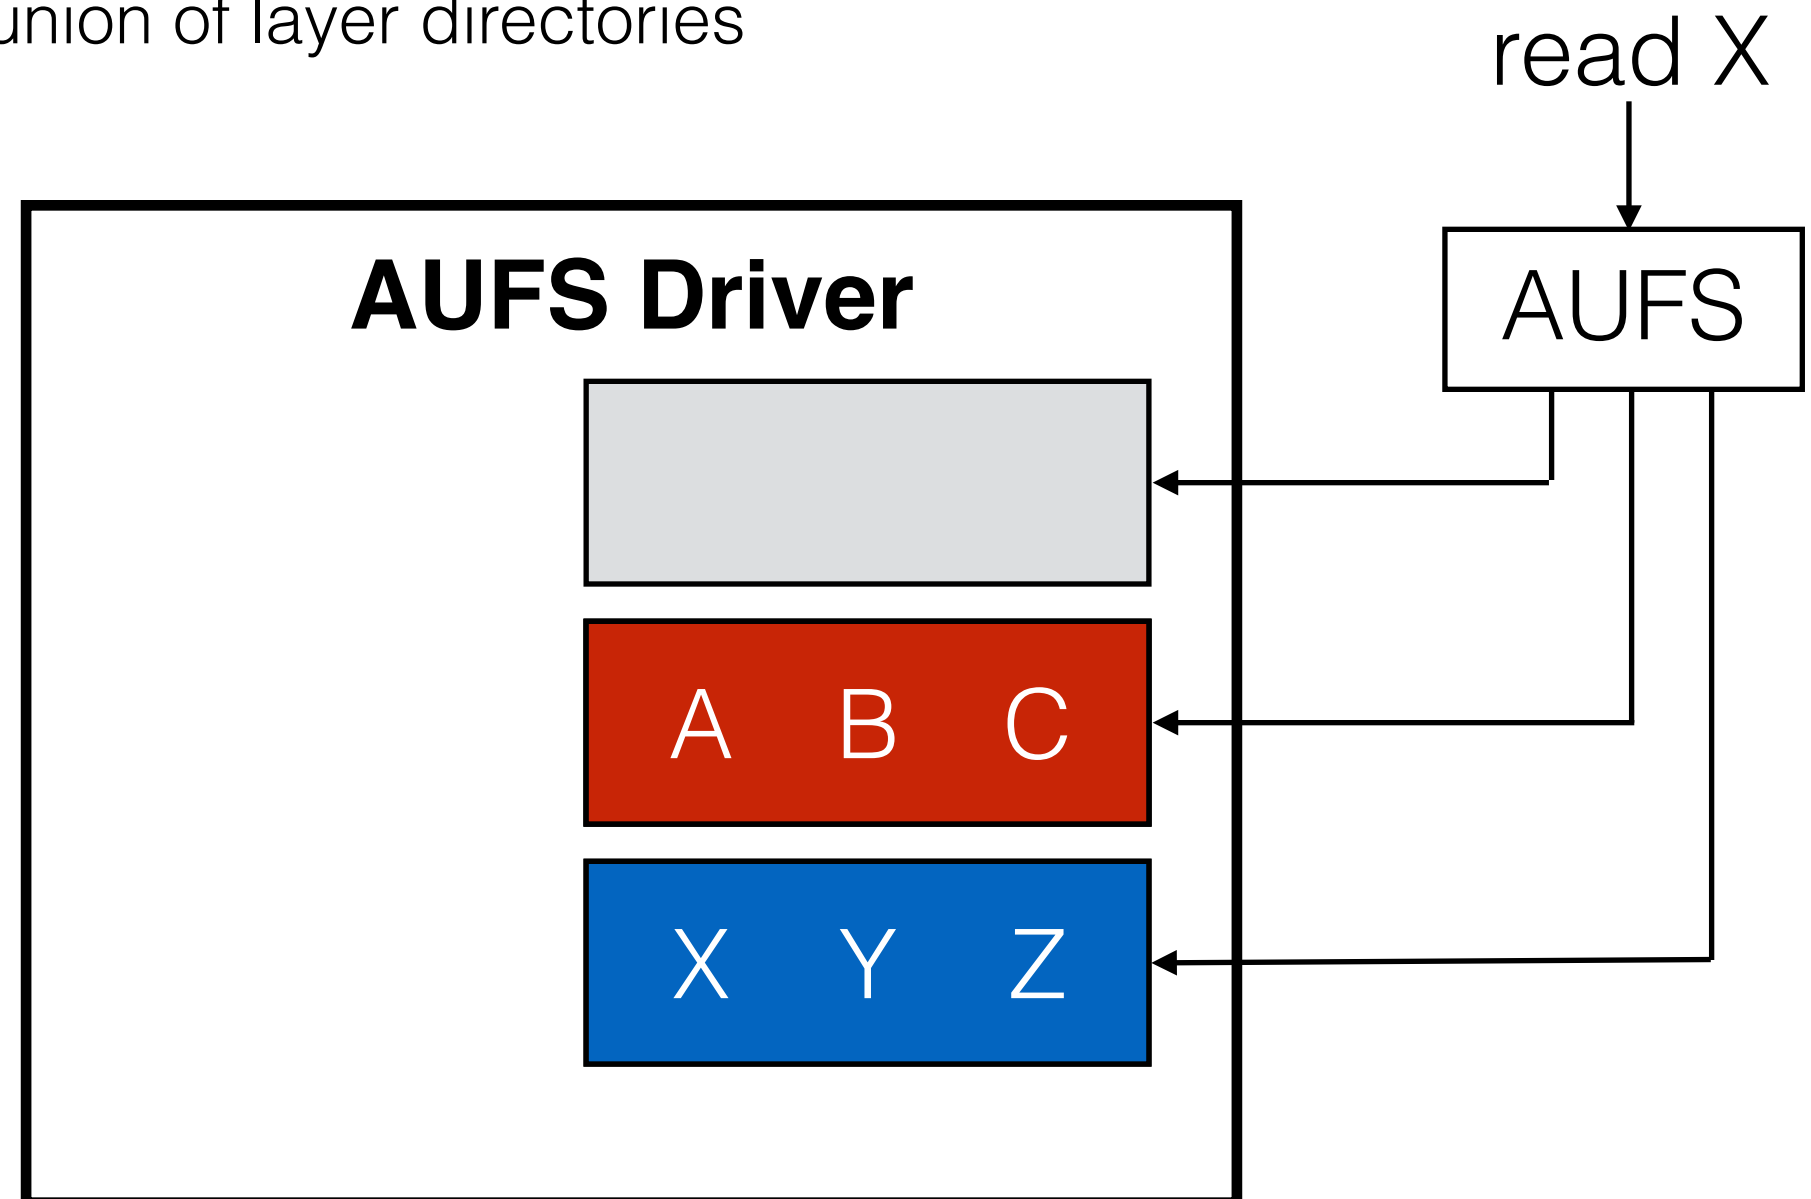 union of layer directories
read X
AUFS Driver
AUFS
A B C
X Y Z